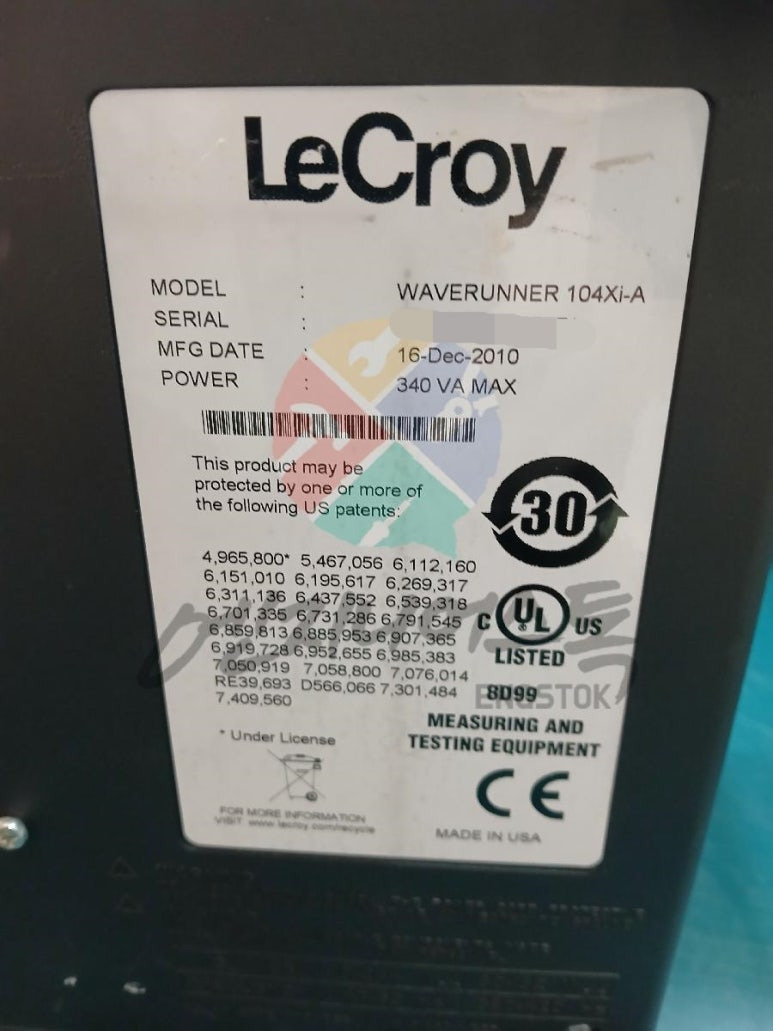 LeCroy
MODEL : WAVERUNNER 104Xi-A
SERIAL :
MFG DATE : 16-Dec-2010
POWER : 340 VA MAX
This product may be
protected by one or more of
the following US patents:
30
4,965,800* 5,467,056 6,112,160
6,151,010 6,195,617 6,269,317
6,311,136 6,437,552 6,539,318
6,701,335 6,731,286 6,791,545
6,859,813 6,885,953 6,907,365
6,919,728 6,952,655 6,985,383
7,050,919 7,058,800 7,076,014
RE39,693 D566,066 7,301,484
7,409,560
C UL US
LISTED
8D99
ENGSTOK
MEASURING AND
TESTING EQUIPMENT
* Under License
CE
FOR MORE INFORMATION
VISIT www.lecroy.com/recycle
MADE IN USA